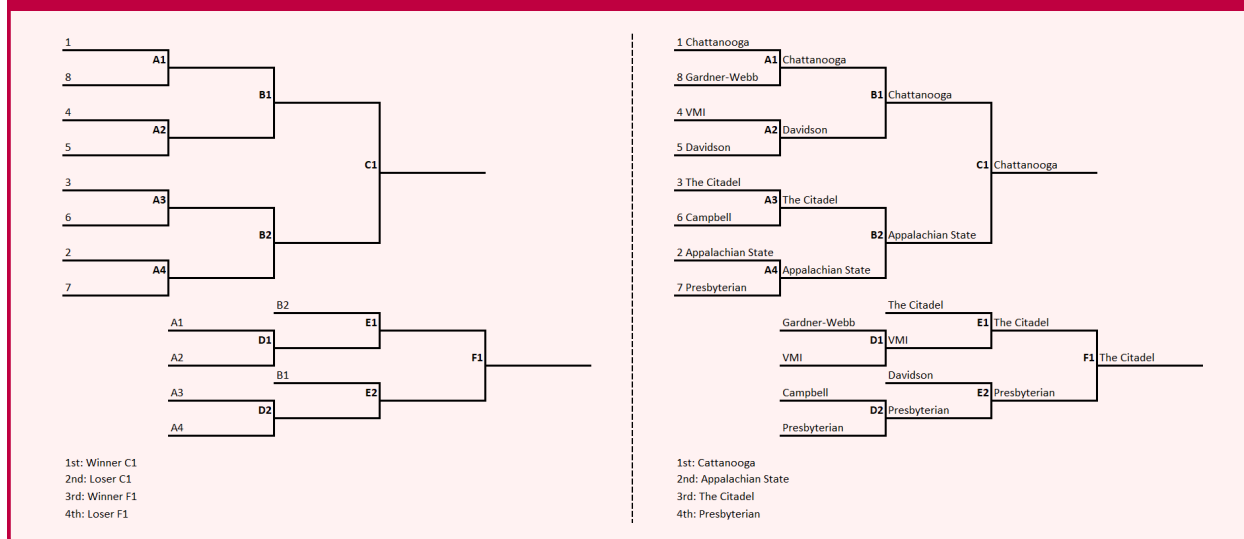 1
A1
8
B1
4
A2
5
C1
3
A3
6
B2
2
A4
7
B2
A1
E1
D1
A2
F1
B1
A3
E2
D2
A4
1st: Winner C1
2nd: Loser C1
3rd: Winner F1
4th: Loser F1
1 Chattanooga
A1 Chattanooga
8 Gardner-Webb
B1 Chattanooga
4 VMI
A2 Davidson
5 Davidson
C1 Chattanooga
3 The Citadel
A3 The Citadel
6 Campbell
B2 Appalachian State
2 Appalachian State
A4 Appalachian State
7 Presbyterian
The Citadel
Gardner-Webb
E1 The Citadel
D1 VMI
VMI
F1 The Citadel
Davidson
Campbell
E2 Presbyterian
D2 Presbyterian
Presbyterian
1st: Cattanooga
2nd: Appalachian State
3rd: The Citadel
4th: Presbyterian